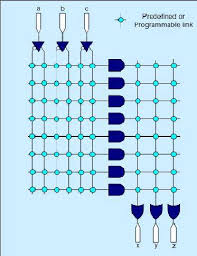 a b c
Predefined or
Programmable link
x y z